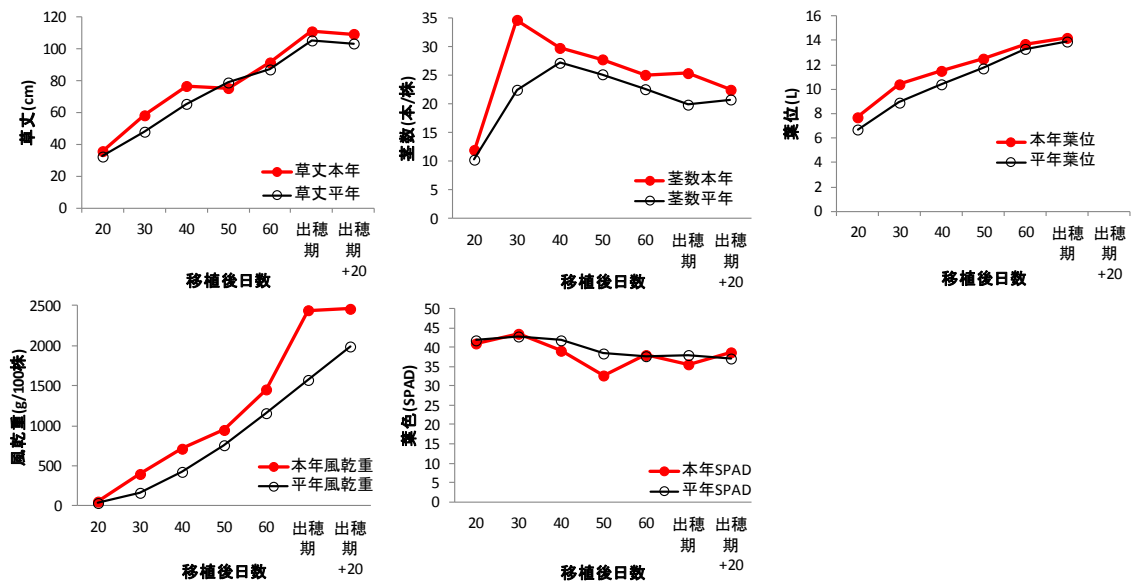 草丈(cm)
120
100
80
60
40
20
0
草丈本年
草丈平年
20 30 40 50 60 出穂期 出穂期+20
移植後日数
茎数(本/株)
35
30
25
20
15
10
5
0
茎数本年
茎数平年
20 30 40 50 60 出穂期 出穂期+20
移植後日数
葉位(L)
16
14
12
10
8
6
4
2
0
本年葉位
平年葉位
20 30 40 50 60 出穂期 出穂期+20
移植後日数
風乾重(g/100株)
2500
2000
1500
1000
500
0
本年風乾重
平年風乾重
20 30 40 50 60 出穂期 出穂期+20
移植後日数
葉色(SPAD)
50
45
40
35
30
25
20
15
10
5
0
本年SPAD
平年SPAD
20 30 40 50 60 出穂期 出穂期+20
移植後日数